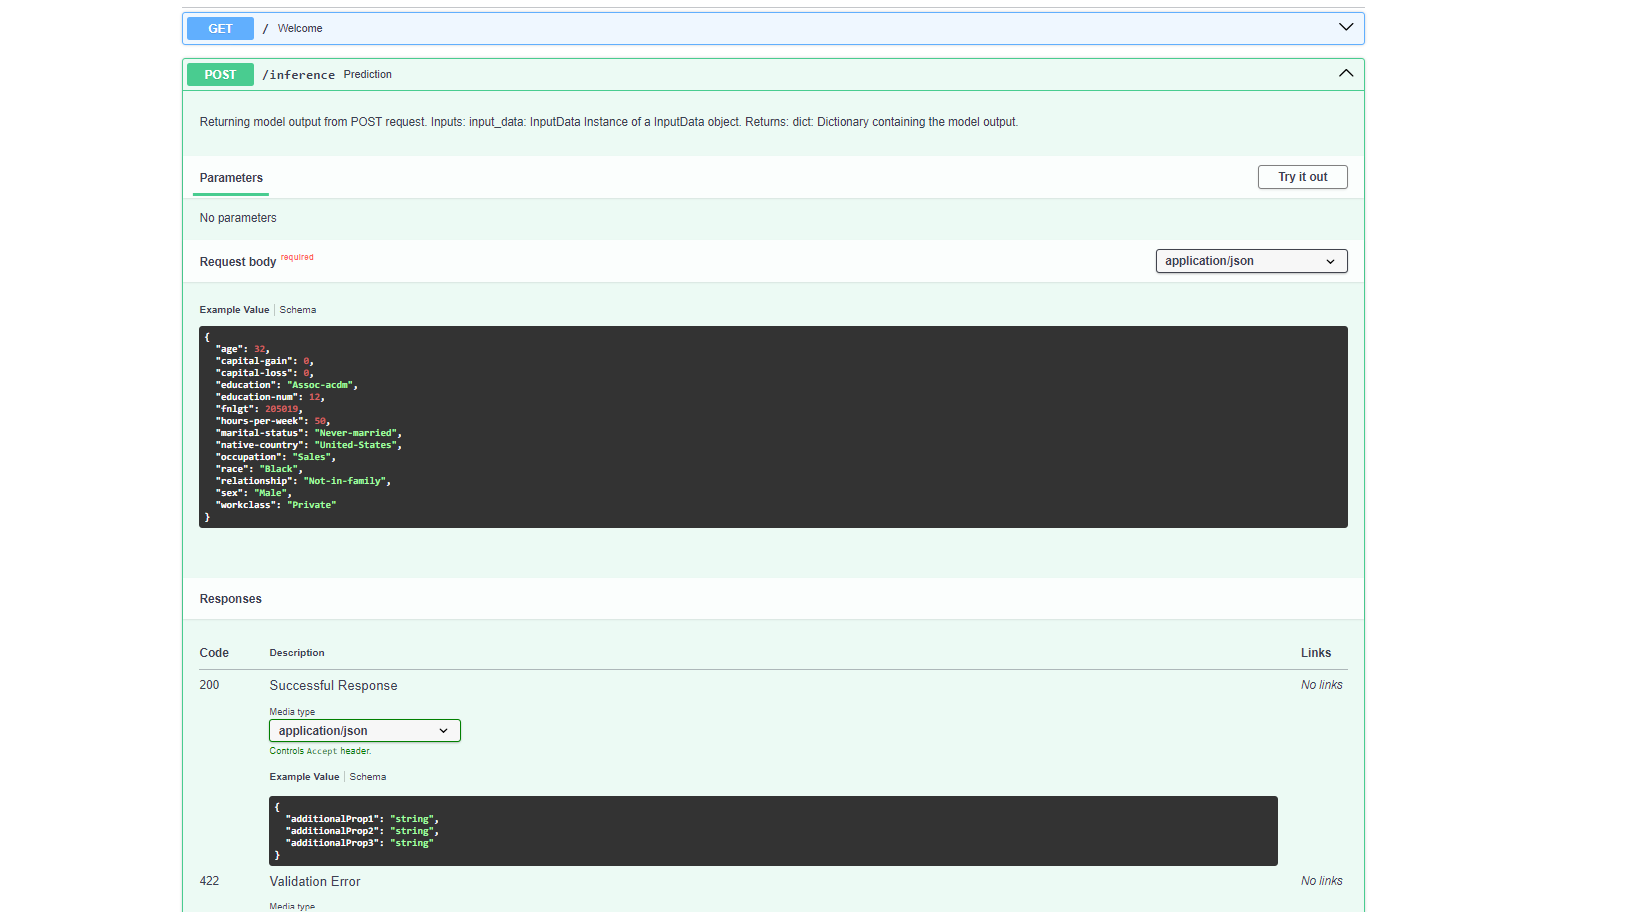 GET / Welcome
POST /inference Prediction
Returning model output from POST request. Inputs: input_data: InputData Instance of a InputData object. Returns: dict: Dictionary containing the model output.
Parameters
Try it out
No parameters
Request body required
application/json
Example Value | Schema
{
"age": 32,
"capital-gain": 0,
"capital-loss": 0,
"education": "Assoc-acdm",
"education-num": 12,
"fnlgt": 205019,
"hours-per-week": 50,
"marital-status": "Never-married",
"native-country": "United-States",
"occupation": "Sales",
"race": "Black",
"relationship": "Not-in-family",
"sex": "Male",
"workclass": "Private"
}
Responses
Code Description Links
200 Successful Response No links
Media type
application/json
Controls Accept header.
Example Value | Schema
{
"additionalProp1": "string",
"additionalProp2": "string",
"additionalProp3": "string"
}
422 Validation Error No links
Media type